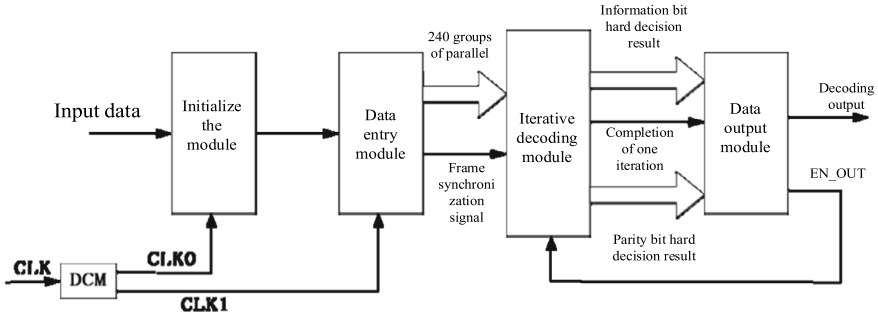 Input data
Initialize
the
module
Data
entry
module
240 groups
of parallel
Frame
synchroni
zation
signal
Iterative
decoding
module
Information bit
hard decision
result
Completion
of one
iteration
Parity bit hard
decision result
Data
output
module
Decoding
output
EN_OUT
CLK
DCM
CLK0
CLK1